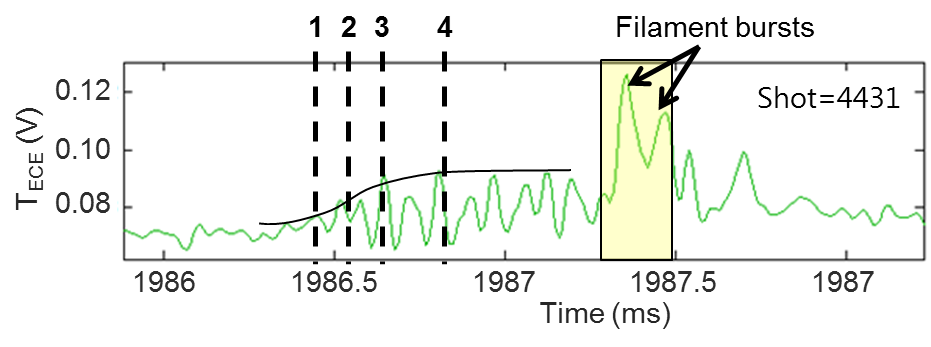 1 2 3 4
Filament bursts
Shot=4431
0.12
0.10
0.08
T_ECE (V)
1986 1986.5 1987 1987.5 1987
Time (ms)